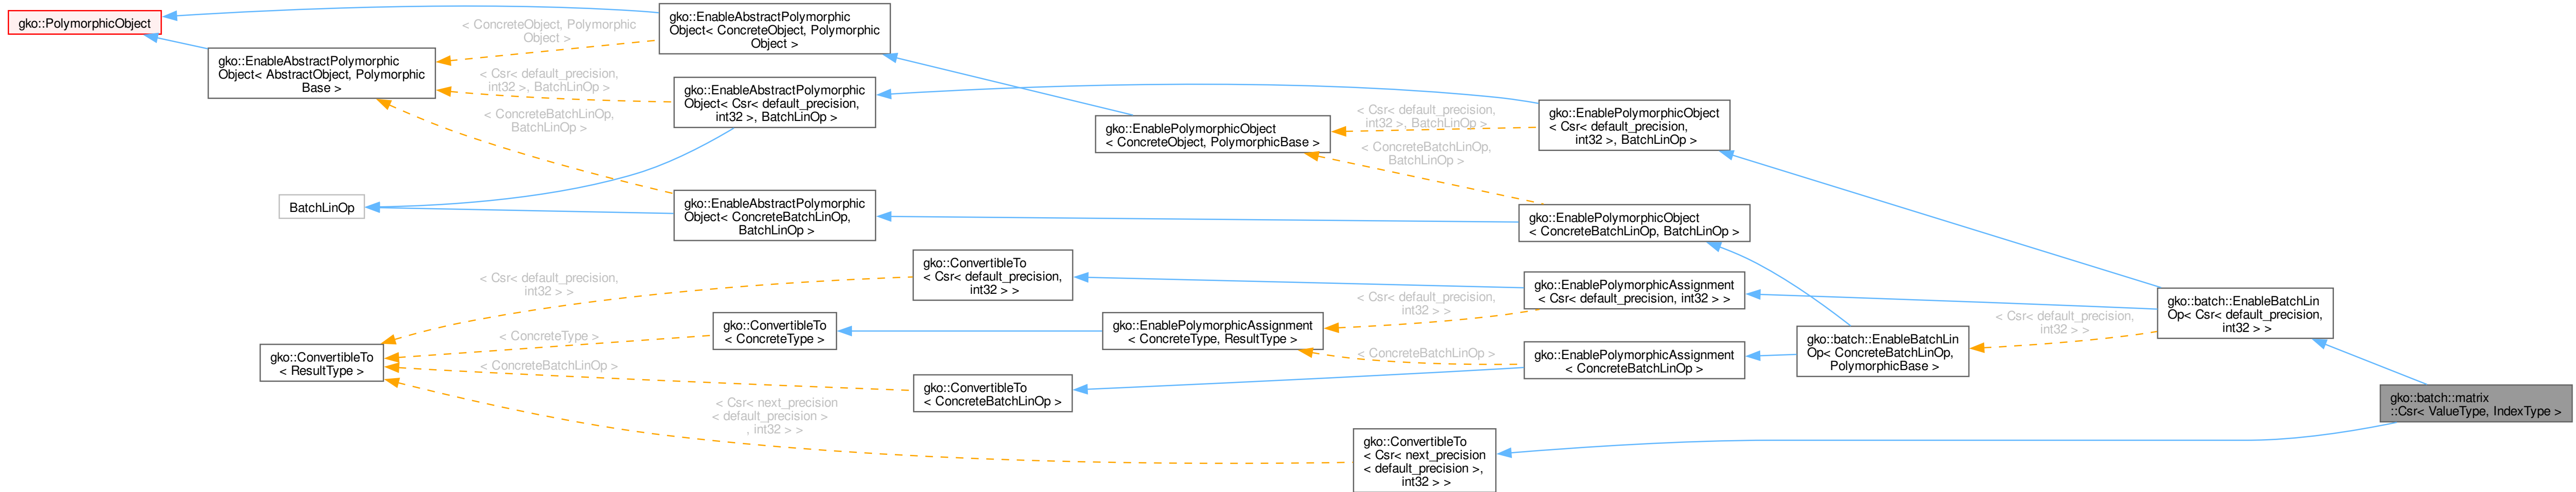 gko::PolymorphicObject
gko::EnableAbstractPolymorphic
Object< AbstractObject, Polymorphic
Base >
< ConcreteObject, Polymorphic
Object >
< Csr< default_precision,
int32 >, BatchLinOp >
< ConcreteBatchLinOp,
BatchLinOp >
gko::EnableAbstractPolymorphic
Object< ConcreteObject, Polymorphic
Object >
gko::EnableAbstractPolymorphic
Object< Csr< default_precision,
int32 >, BatchLinOp >
BatchLinOp
gko::EnableAbstractPolymorphic
Object< ConcreteBatchLinOp,
BatchLinOp >
gko::EnablePolymorphicObject
< ConcreteObject, PolymorphicBase >
< Csr< default_precision,
int32 >, BatchLinOp >
< ConcreteBatchLinOp,
BatchLinOp >
gko::EnablePolymorphicObject
< Csr< default_precision,
int32 >, BatchLinOp >
gko::EnablePolymorphicObject
< ConcreteBatchLinOp, BatchLinOp >
gko::ConvertibleTo
< ResultType >
< Csr< default_precision,
int32 > >
< ConcreteType >
< ConcreteBatchLinOp >
< Csr< next_precision
< default_precision >
, int32 > >
gko::ConvertibleTo
< Csr< default_precision,
int32 > >
gko::ConvertibleTo
< ConcreteType >
gko::ConvertibleTo
< ConcreteBatchLinOp >
gko::EnablePolymorphicAssignment
< ConcreteType, ResultType >
< Csr< default_precision,
int32 > >
< ConcreteBatchLinOp >
gko::EnablePolymorphicAssignment
< Csr< default_precision, int32 > >
gko::EnablePolymorphicAssignment
< ConcreteBatchLinOp >
gko::ConvertibleTo
< Csr< next_precision
< default_precision >,
int32 > >
gko::batch::EnableBatchLin
Op< ConcreteBatchLinOp,
PolymorphicBase >
< Csr< default_precision,
int32 > >
gko::batch::EnableBatchLin
Op< Csr< default_precision,
int32 > >
gko::batch::matrix
::Csr< ValueType, IndexType >